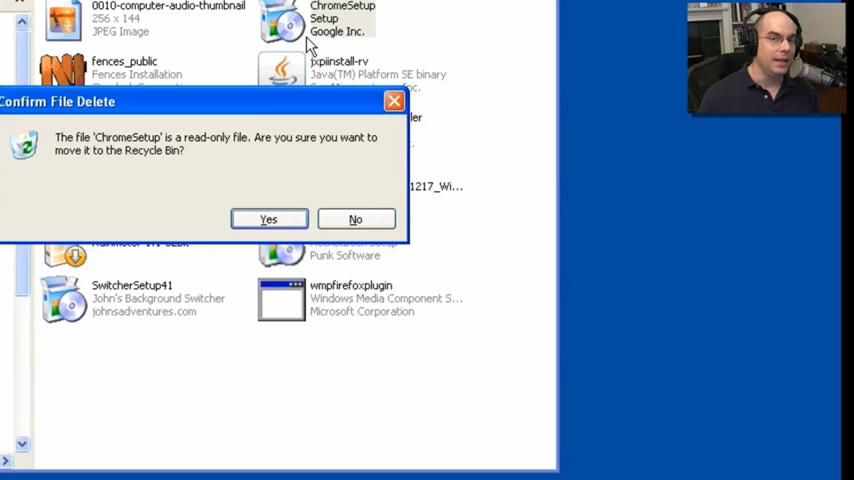 0010-computer-audio-thumbnail
256 x 144
JPEG Image
ChromeSetup
Setup
Google Inc.
fences_public
Fences Installation
jxpiinstall-rv
Java(TM) Platform SE binary
Confirm File Delete
The file 'ChromeSetup' is a read-only file. Are you sure you want to
move it to the Recycle Bin?
Yes
No
1217_Wi...
Punk Software
SwitcherSetup41
John's Background Switcher
johnsadventures.com
wmpfirefoxplugin
Windows Media Component S...
Microsoft Corporation